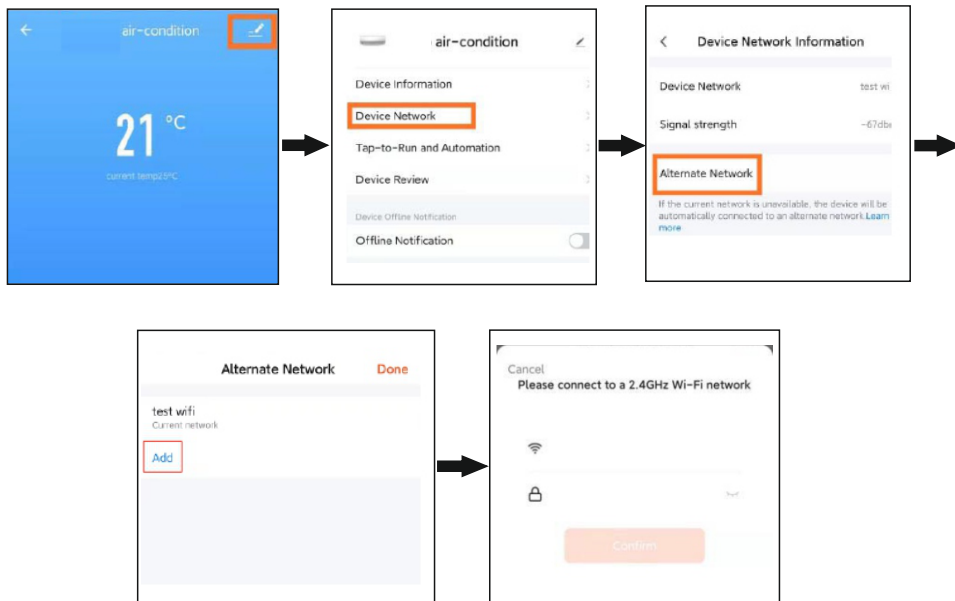 air-condition
21 °C
current temp25°C
air-condition
Device Information
Device Network
Tap-to-Run and Automation
Device Review
Device Offline Notification
Offline Notification
Device Network Information
Device Network test wi
Signal strength -67db
Alternate Network
If the current network is unavailable, the device will be
automatically connected to an alternate network.Learn
more
Alternate Network Done
test wifi
Current network
Add
Cancel
Please connect to a 2.4GHz Wi-Fi network
Confirm